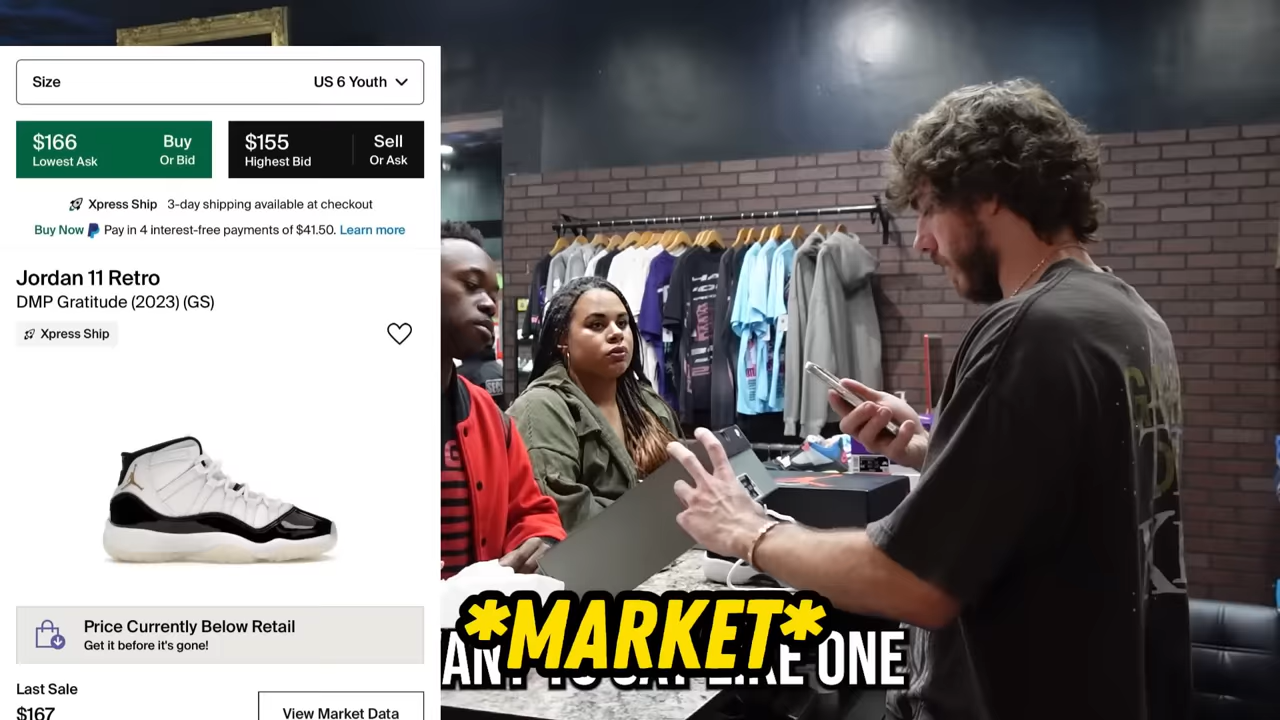 Size US 6 Youth
$166 Buy
Lowest Ask Or Bid
$155 Sell
Highest Bid Or Ask
Xpress Ship 3-day shipping available at checkout
Buy Now Pay in 4 interest-free payments of $41.50. Learn more
Jordan 11 Retro
DMP Gratitude (2023) (GS)
Xpress Ship
Price Currently Below Retail
Get it before it's gone!
Last Sale
$167
View Market Data
*MARKET*
ONE